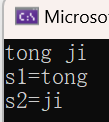 Microsof
tong ji
s1=tong
s2=ji